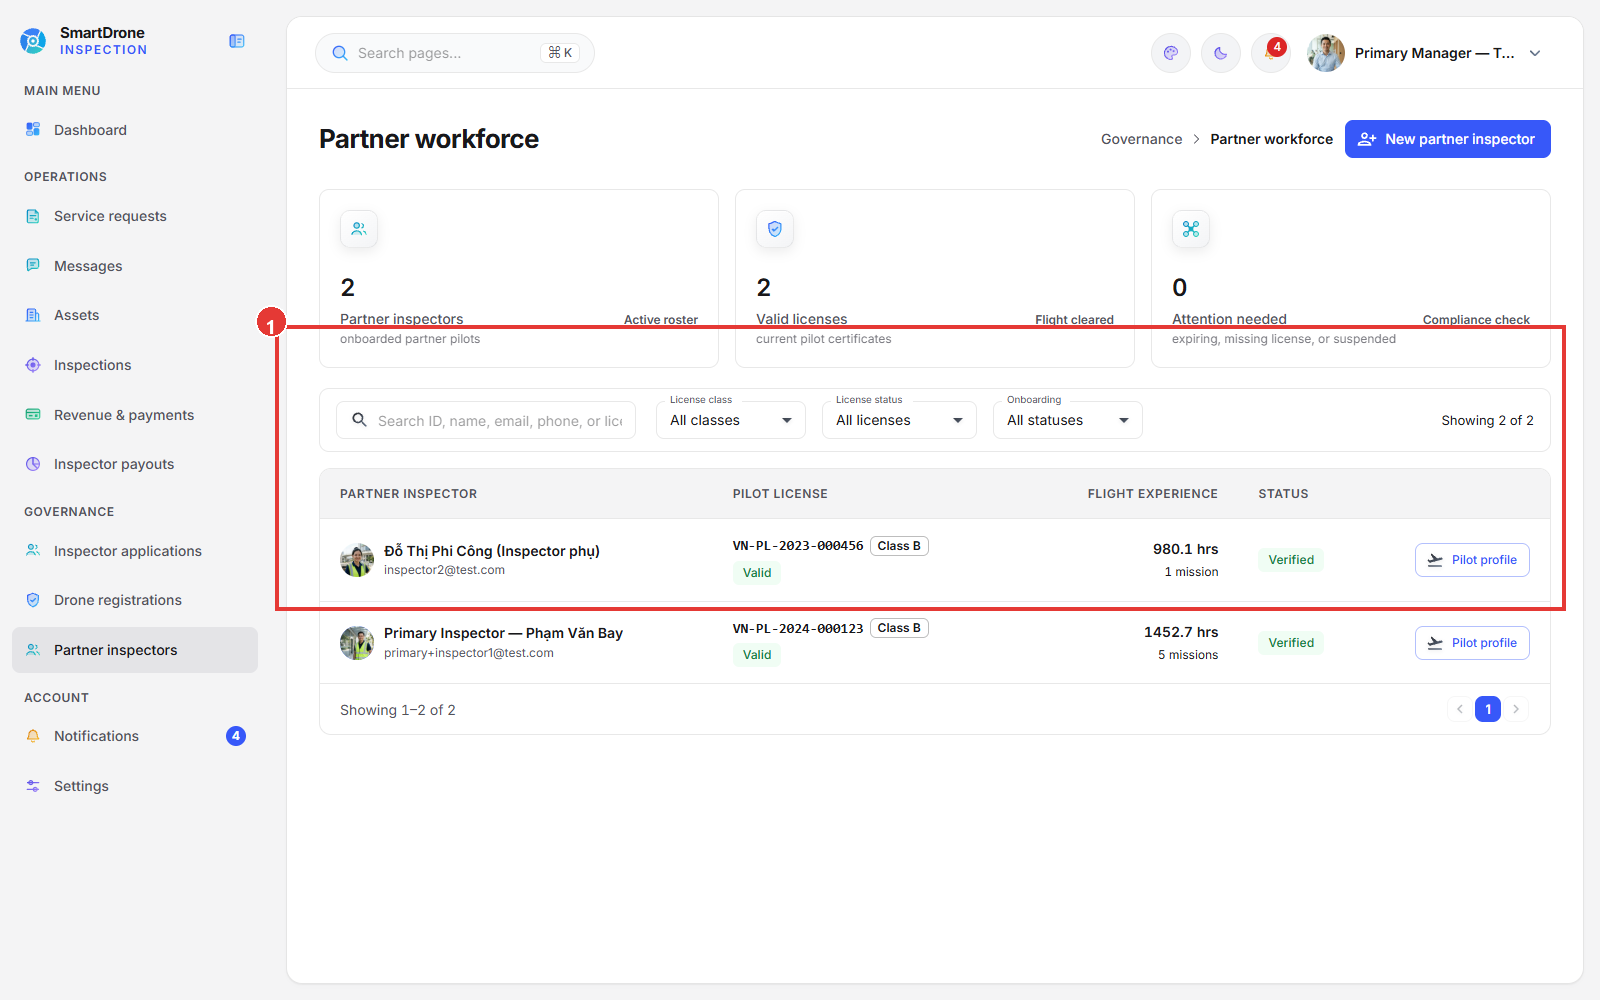 SmartDrone
INSPECTION
MAIN MENU
Dashboard
OPERATIONS
Service requests
Messages
Assets
Inspections
Revenue & payments
Inspector payouts
GOVERNANCE
Inspector applications
Drone registrations
Partner inspectors
ACCOUNT
Notifications 4
Settings
Search pages... ⌘ K
4
Primary Manager — T...
Partner workforce
Governance > Partner workforce
New partner inspector
2
Partner inspectors Active roster
onboarded partner pilots
2
Valid licenses Flight cleared
current pilot certificates
0
Attention needed Compliance check
expiring, missing license, or suspended
1
Search ID, name, email, phone, or lice
License class
All classes
License status
All licenses
Onboarding
All statuses
Showing 2 of 2
PARTNER INSPECTOR PILOT LICENSE FLIGHT EXPERIENCE STATUS
Đỗ Thị Phi Công (Inspector phụ)
inspector2@test.com
VN-PL-2023-000456 Class B
Valid
980.1 hrs
1 mission
Verified
Pilot profile
Primary Inspector — Phạm Văn Bay
primary+inspector1@test.com
VN-PL-2024-000123 Class B
Valid
1452.7 hrs
5 missions
Verified
Pilot profile
Showing 1–2 of 2
< 1 >